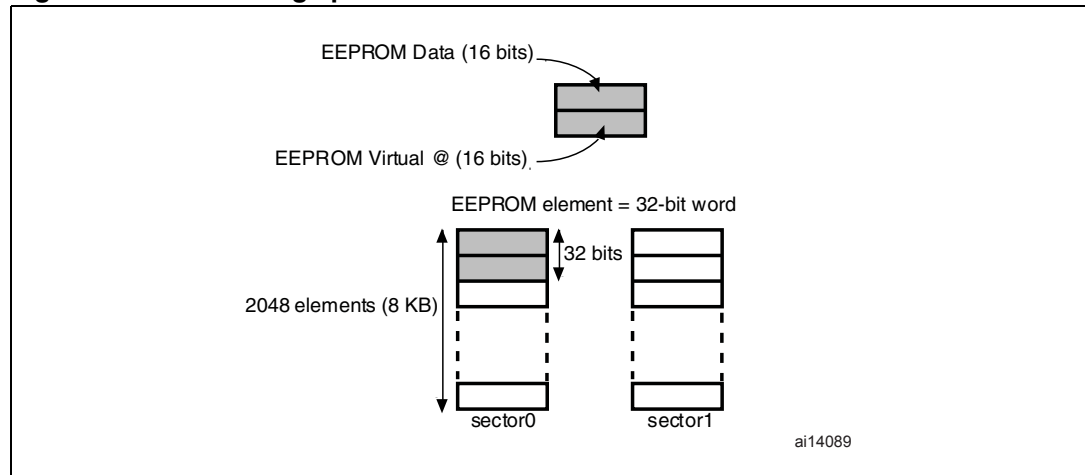 EEPROM Data (16 bits)
EEPROM Virtual @ (16 bits)
EEPROM element = 32-bit word
32 bits
2048 elements (8 KB)
sector0
sector1
ai14089